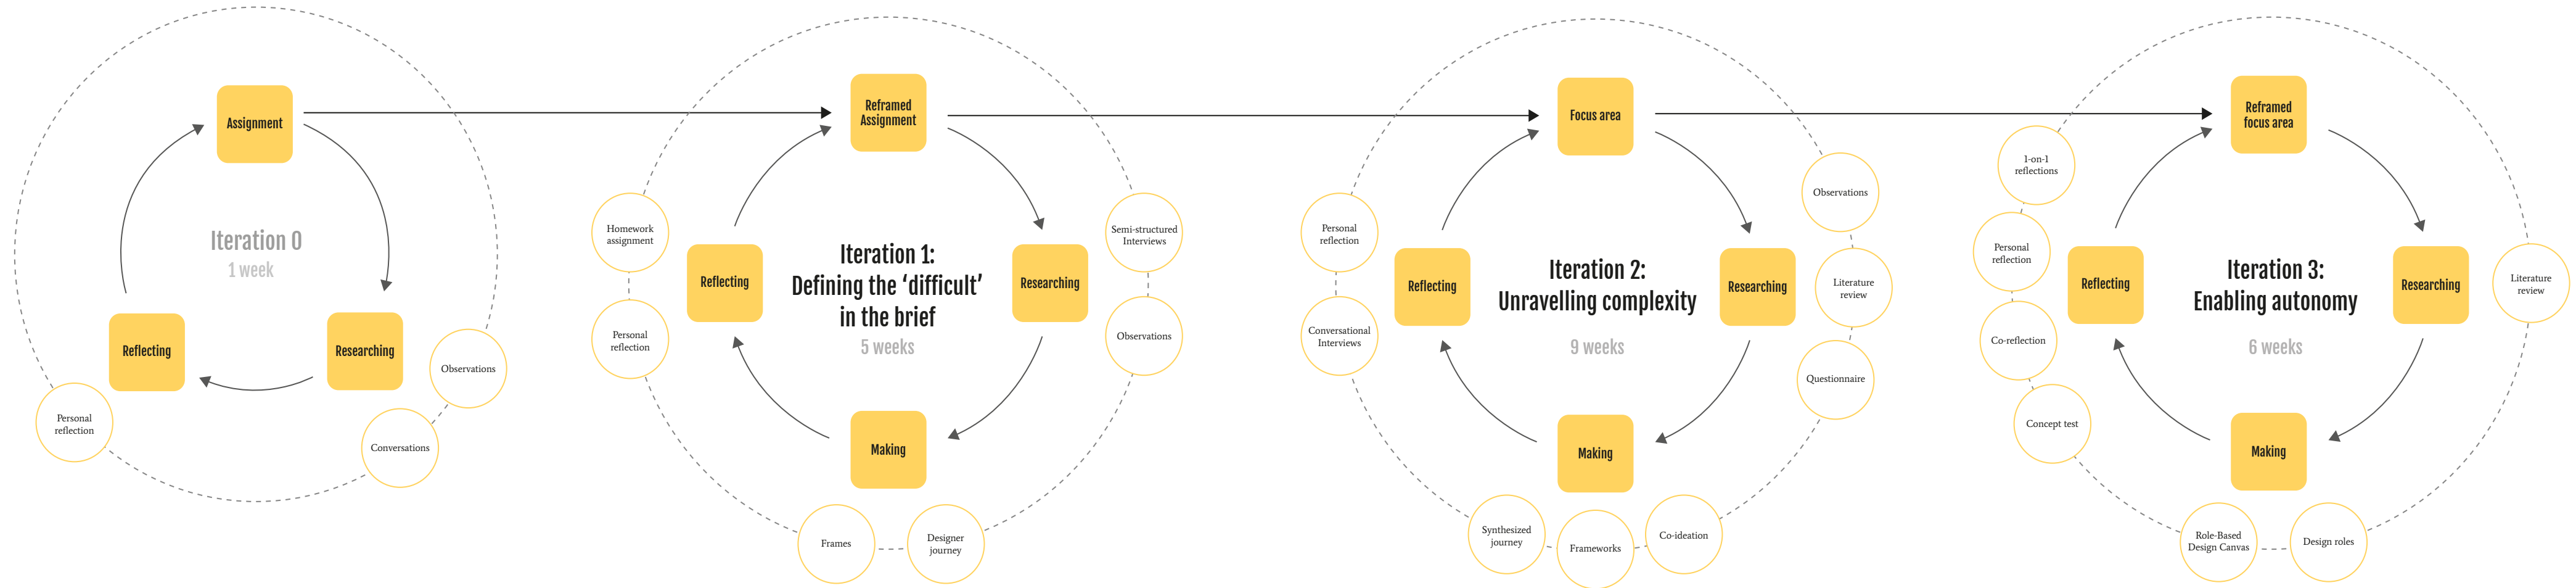 Assignment
Iteration 0
1 week
Reflecting
Researching
Observations
Personal
reflection
Conversations
Reframed
Assignment
Homework
assignment
Semi-structured
Interviews
Reflecting
Iteration 1:
Defining the ‘difficult’
in the brief
5 weeks
Researching
Personal
reflection
Observations
Making
Frames
Designer
journey
Focus area
Observations
Personal
reflection
Reflecting
Iteration 2:
Unravelling complexity
9 weeks
Researching
Literature
review
Conversational
Interviews
Questionnaire
Making
Synthesized
journey
Frameworks
Co-ideation
Reframed
focus area
1-on-1
reflections
Personal
reflection
Reflecting
Iteration 3:
Enabling autonomy
6 weeks
Researching
Literature
review
Co-reflection
Concept test
Making
Role-Based
Design Canvas
Design roles